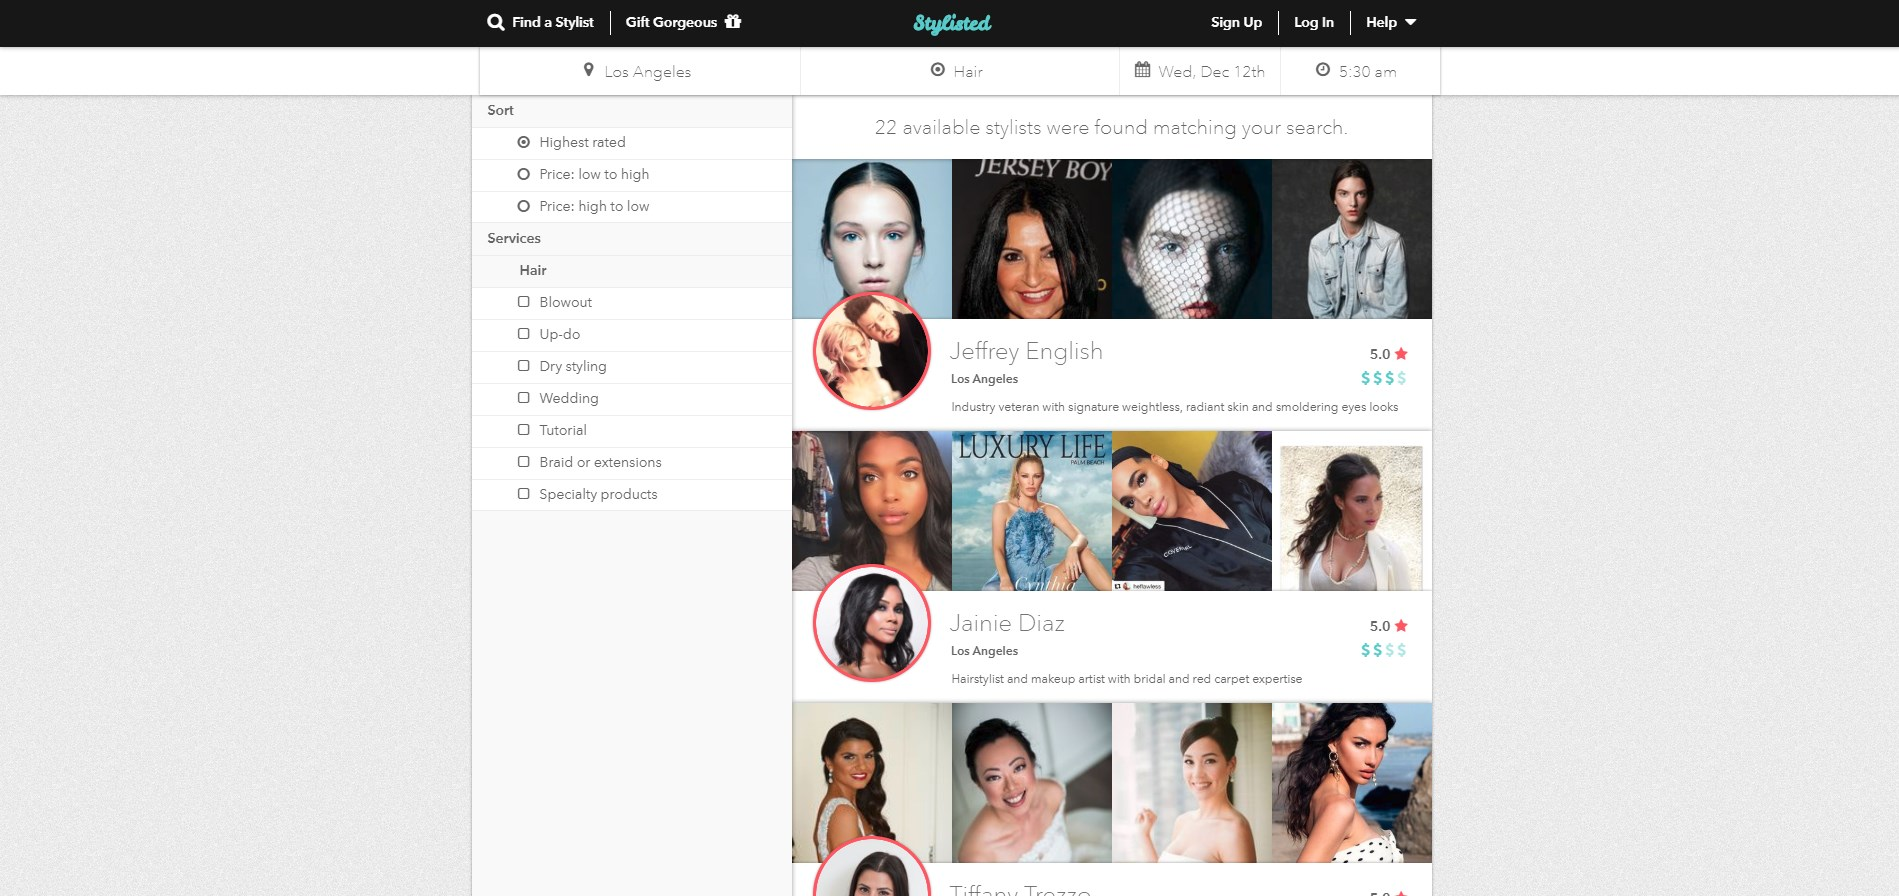 Find a Stylist
Gift Gorgeous
Stylisted
Sign Up
Log In
Help
Los Angeles
Hair
Wed, Dec 12th
5:30 am
Sort
Highest rated
Price: low to high
Price: high to low
Services
Hair
Blowout
Up-do
Dry styling
Wedding
Tutorial
Braid or extensions
Specialty products
22 available stylists were found matching your search.
JERSEY BOY
Jeffrey English
5.0
Los Angeles
$$$$
Industry veteran with signature weightless, radiant skin and smoldering eyes looks
LUXURY LIFE
PALM BEACH
Cynthia
COVERGIRL
heflawless
Jainie Diaz
5.0
Los Angeles
$$$$
Hairstylist and makeup artist with bridal and red carpet expertise
Tiffany Trozzo
5.0